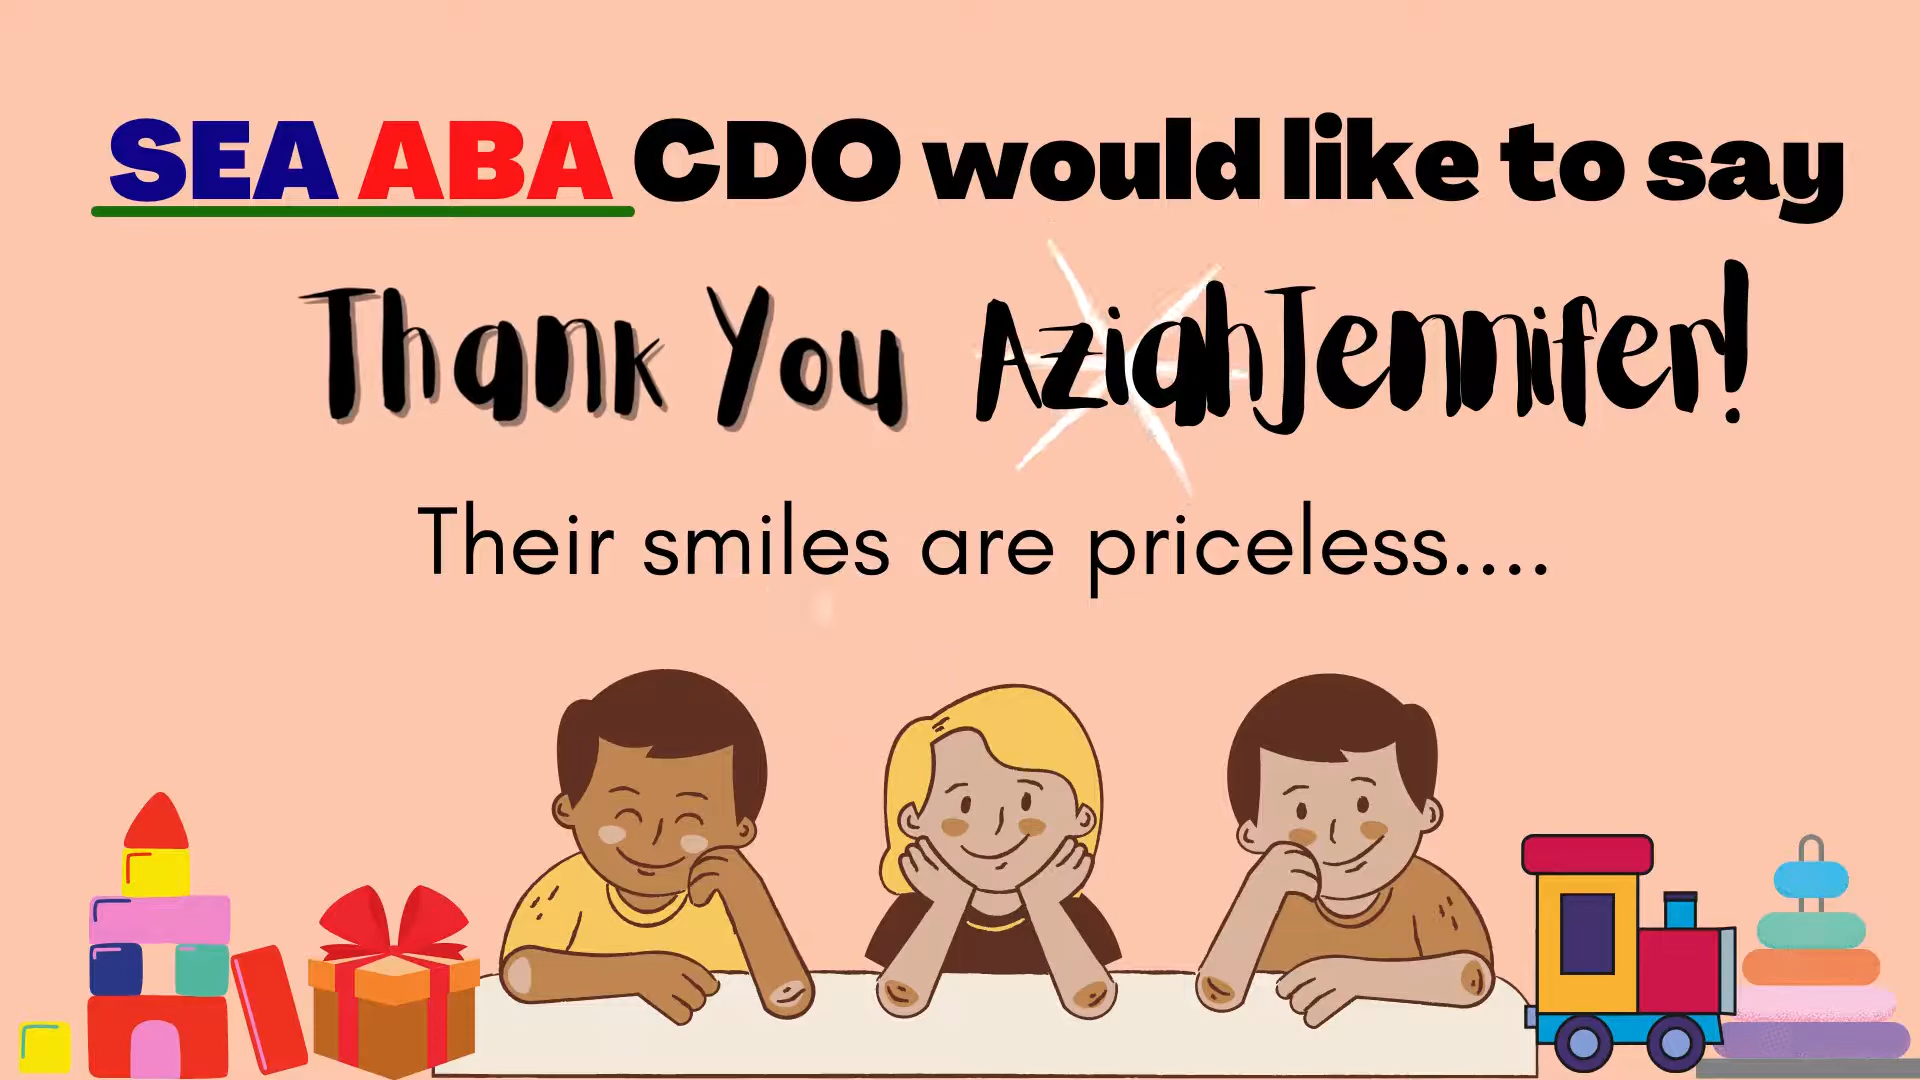 SEA ABA CDO would like to say
Thank You AziahJennifer!
Their smiles are priceless....